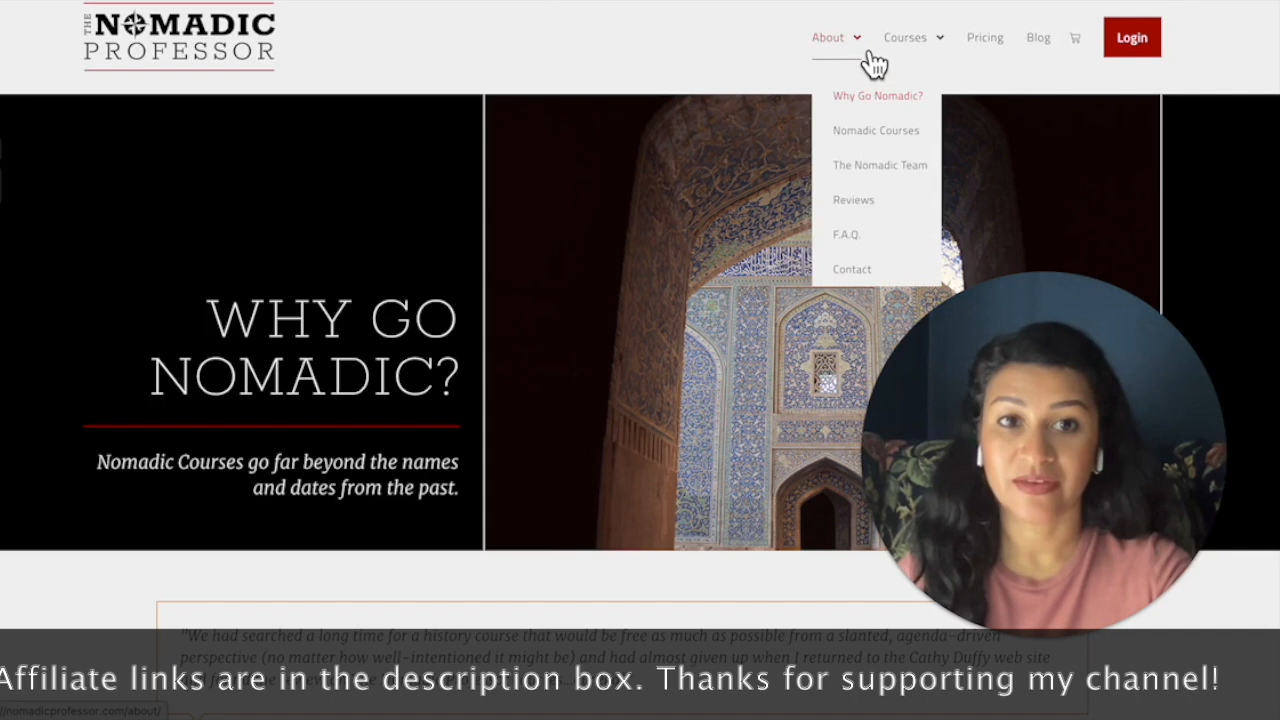 THE NOMADIC
PROFESSOR
About Courses Pricing Blog Login
Why Go Nomadic?
Nomadic Courses
The Nomadic Team
Reviews
F.A.Q.
Contact
WHY GO
NOMADIC?
Nomadic Courses go far beyond the names
and dates from the past.
"We had searched a long time for a history course that would be free as much as possible from a slanted, agenda-driven
perspective (no matter how well-intentioned it might be) and had almost given up when I returned to the Cathy Duffy web site
Affiliate links are in the description box. Thanks for supporting my channel!
//nomadicprofessor.com/about/